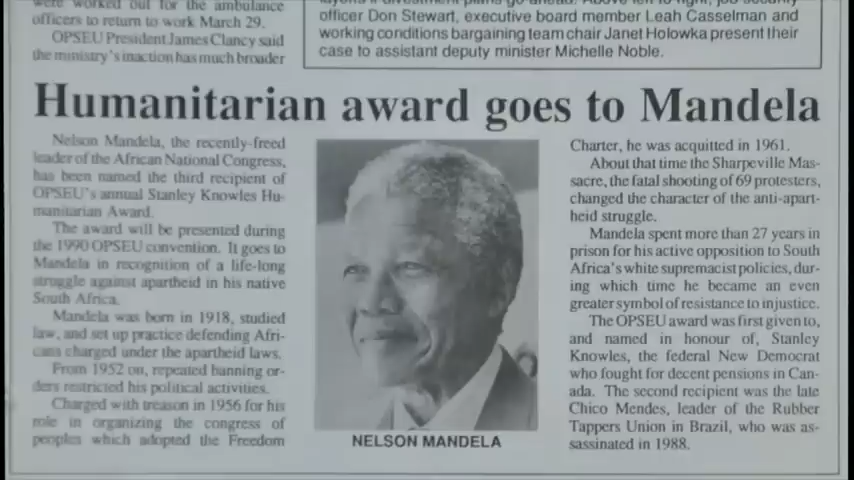 were worked out for the ambulance
officers to return to work March 29.
OPSEU President James Clancy said
the ministry's inaction has much broader
officer Don Stewart, executive board member Leah Casselman and
working conditions bargaining team chair Janet Holowka present their
case to assistant deputy minister Michelle Noble.
Humanitarian award goes to Mandela
Nelson Mandela, the recently-freed
leader of the African National Congress,
has been named the third recipient of
OPSEU's annual Stanley Knowles Hu-
manitarian Award.
The award will be presented during
the 1990 OPSEU convention. It goes to
Mandela in recognition of a life-long
struggle against apartheid in his native
South Africa.
Mandela was born in 1918, studied
law, and set up practice defending Afri-
cans charged under the apartheid laws.
From 1952 on, repeated banning or-
ders restricted his political activities.
Charged with treason in 1956 for his
role in organizing the congress of
peoples which adopted the Freedom
NELSON MANDELA
Charter, he was acquitted in 1961.
About that time the Sharpeville Mas-
sacre, the fatal shooting of 69 protesters,
changed the character of the anti-apart-
heid struggle.
Mandela spent more than 27 years in
prison for his active opposition to South
Africa's white supremacist policies, dur-
ing which time he became an even
greater symbol of resistance to injustice.
The OPSEU award was first given to,
and named in honour of, Stanley
Knowles, the federal New Democrat
who fought for decent pensions in Can-
ada. The second recipient was the late
Chico Mendes, leader of the Rubber
Tappers Union in Brazil, who was as-
sassinated in 1988.